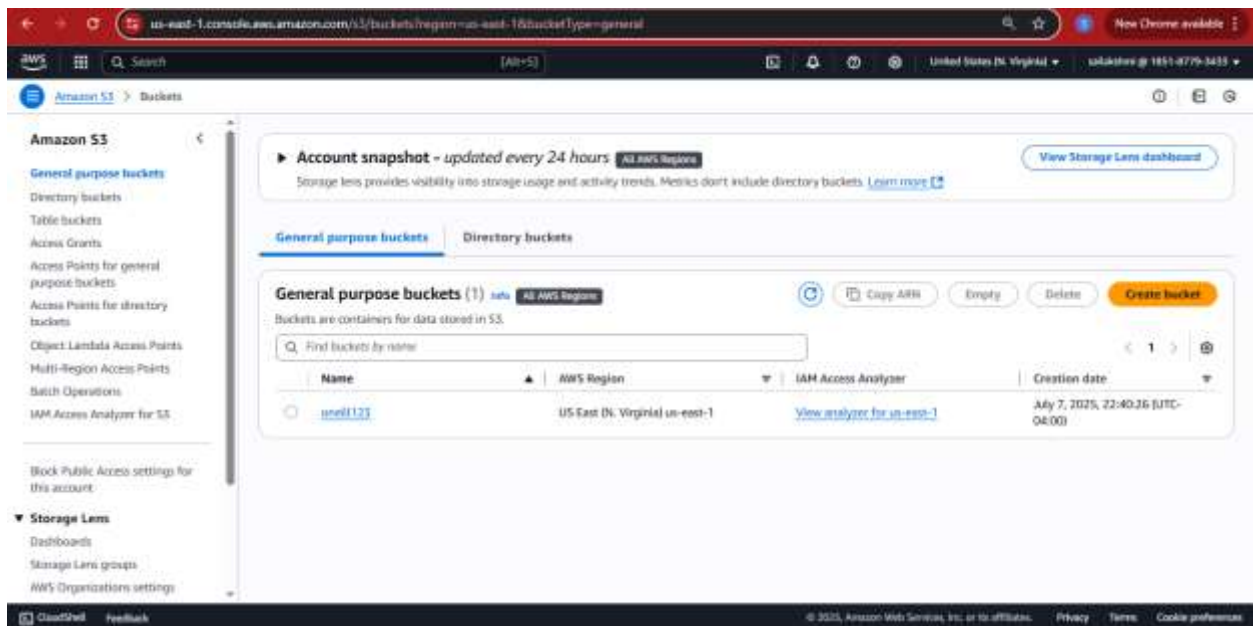 us-east-1.console.aws.amazon.com/s3/buckets?region=us-east-1&bucketType=general
New Chrome available
aws
Search
[Alt+S]
United States (N. Virginia)
Amazon S3 > Buckets
Amazon S3
General purpose buckets
Directory buckets
Table buckets
Access Grants
Access Points for general
purpose buckets
Access Points for directory
buckets
Object Lambda Access Points
Multi-Region Access Points
Batch Operations
IAM Access Analyzer for S3
Block Public Access settings for
this account
Storage Lens
Dashboards
Storage Lens groups
AWS Organizations settings
Account snapshot - updated every 24 hours All AWS Regions
View Storage Lens dashboard
Storage lens provides visibility into storage usage and activity trends. Metrics don't include directory buckets. Learn more
General purpose buckets
Directory buckets
General purpose buckets (1) Info All AWS Regions
Copy ARN
Empty
Delete
Create bucket
Buckets are containers for data stored in S3.
Find buckets by name
1
Name
AWS Region
IAM Access Analyzer
Creation date
US East (N. Virginia) us-east-1
View analyzer for us-east-1
July 7, 2025, 22:40:26 (UTC-
04:00)
CloudShell
Feedback
© 2025, Amazon Web Services, Inc. or its affiliates.
Privacy
Terms
Cookie preferences